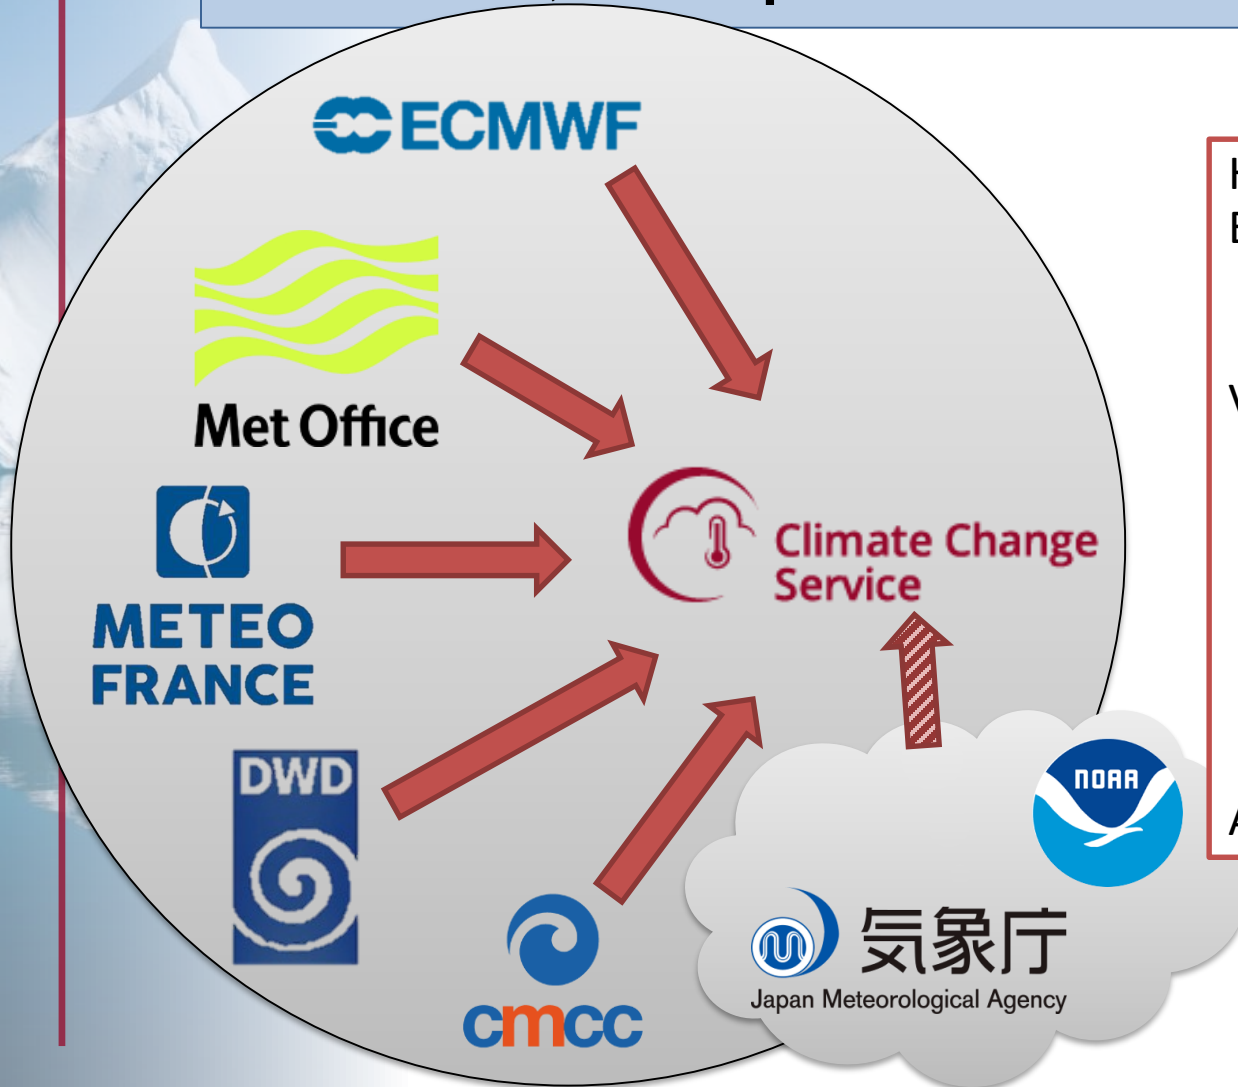 ECMWF
Met Office
METEO
FRANCE
Climate Change
Service
DWD
NOAA
cmcc
気象庁
Japan Meteorological Agency